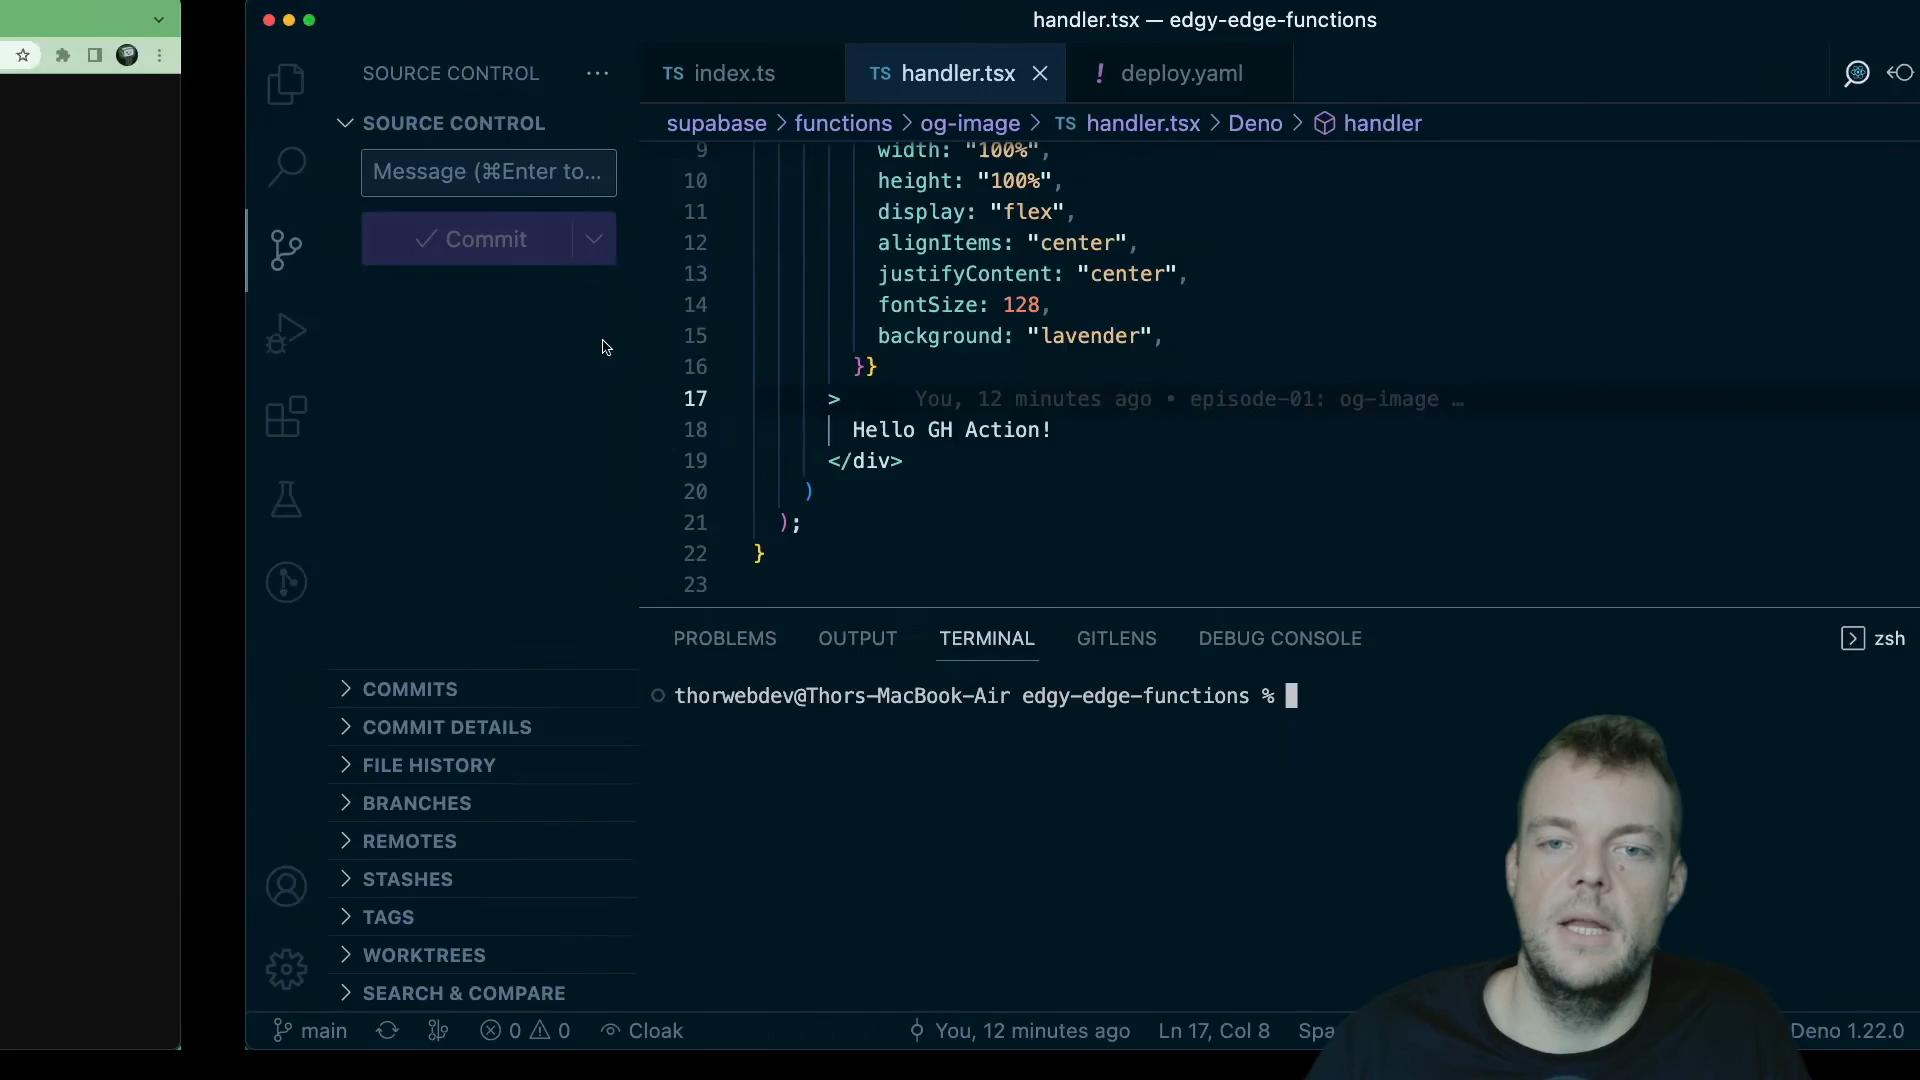 handler.tsx — edgy-edge-functions
SOURCE CONTROL ...
TS index.ts
TS handler.tsx
! deploy.yaml
SOURCE CONTROL
supabase > functions > og-image > TS handler.tsx > Deno > handler
Message (⌘Enter to...
Commit
9 width: "100%",
10 height: "100%",
11 display: "flex",
12 alignItems: "center",
13 justifyContent: "center",
14 fontSize: 128,
15 background: "lavender",
16 }}
17 > You, 12 minutes ago • episode-01: og-image …
18 Hello GH Action!
19 </div>
20 )
21 );
22 }
23
PROBLEMS OUTPUT TERMINAL GITLENS DEBUG CONSOLE
zsh
thorwebdev@Thors-MacBook-Air edgy-edge-functions %
COMMITS
COMMIT DETAILS
FILE HISTORY
BRANCHES
REMOTES
STASHES
TAGS
WORKTREES
SEARCH & COMPARE
main 0 0 Cloak You, 12 minutes ago Ln 17, Col 8 Spa Deno 1.22.0